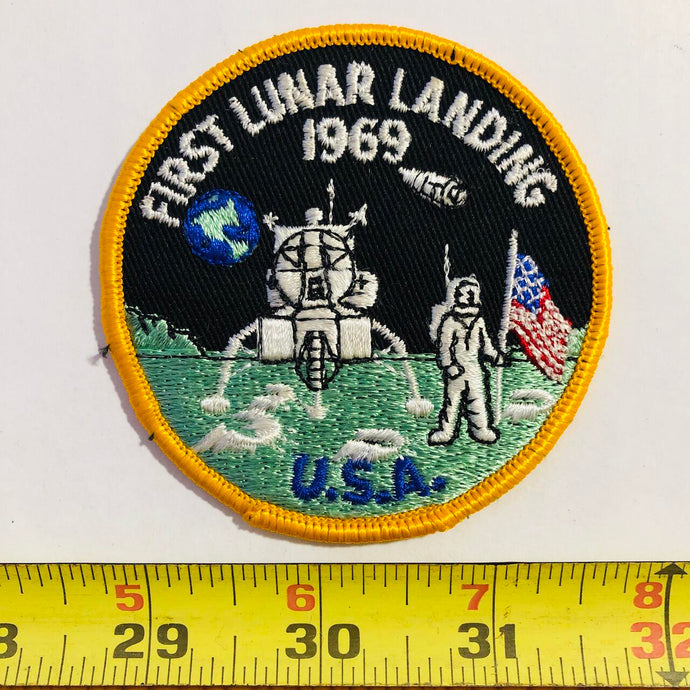 FIRST LUNAR LANDING
1969
U.S.A.
5 6 7 8
29 30 31 32